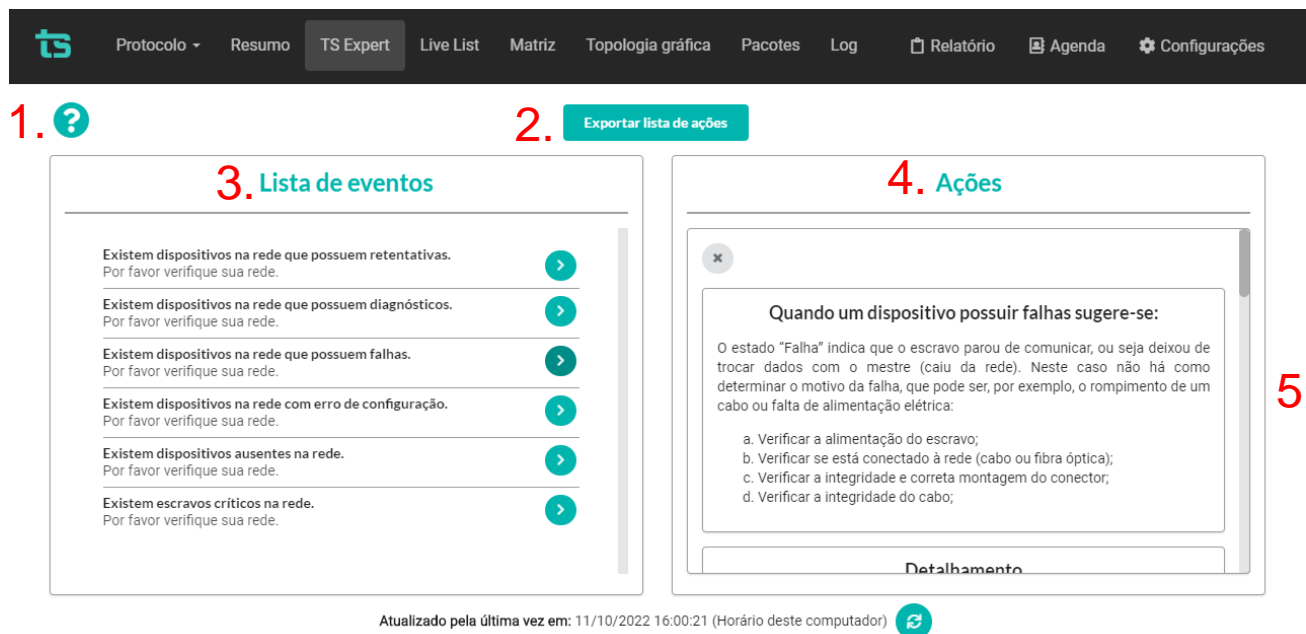 ts Protocolo Resumo TS Expert Live List Matriz Topologia gráfica Pacotes Log Relatório Agenda Configurações
1. ?
2. Exportar lista de ações
3. Lista de eventos
Existem dispositivos na rede que possuem retentativas.
Por favor verifique sua rede.
Existem dispositivos na rede que possuem diagnósticos.
Por favor verifique sua rede.
Existem dispositivos na rede que possuem falhas.
Por favor verifique sua rede.
Existem dispositivos na rede com erro de configuração.
Por favor verifique sua rede.
Existem dispositivos ausentes na rede.
Por favor verifique sua rede.
Existem escravos críticos na rede.
Por favor verifique sua rede.
4. Ações
Quando um dispositivo possuir falhas sugere-se:
O estado “Falha” indica que o escravo parou de comunicar, ou seja deixou de
trocar dados com o mestre (caiu da rede). Neste caso não há como
determinar o motivo da falha, que pode ser, por exemplo, o rompimento de um
cabo ou falta de alimentação elétrica:
a. Verificar a alimentação do escravo;
b. Verificar se está conectado à rede (cabo ou fibra óptica);
c. Verificar a integridade e correta montagem do conector;
d. Verificar a integridade do cabo;
Detalhamento
5
Atualizado pela última vez em: 11/10/2022 16:00:21 (Horário deste computador)